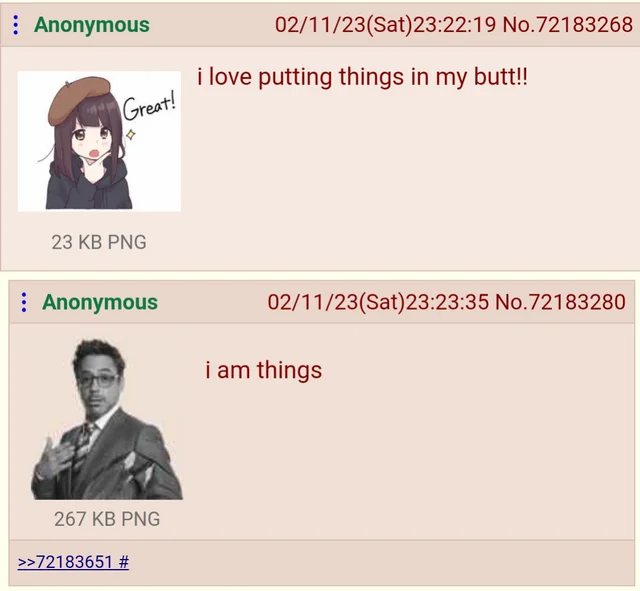 Anonymous 02/11/23(Sat)23:22:19 No.72183268
i love putting things in my butt!!
Great!
23 KB PNG
Anonymous 02/11/23(Sat)23:23:35 No.72183280
i am things
267 KB PNG
>>72183651 #